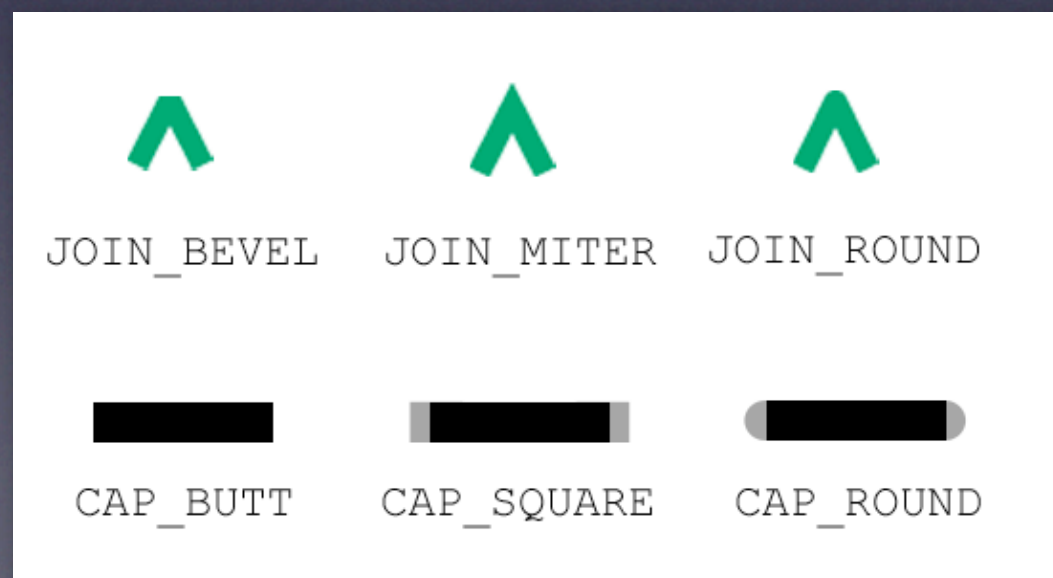 JOIN_BEVEL JOIN_MITER JOIN_ROUND
CAP_BUTT CAP_SQUARE CAP_ROUND